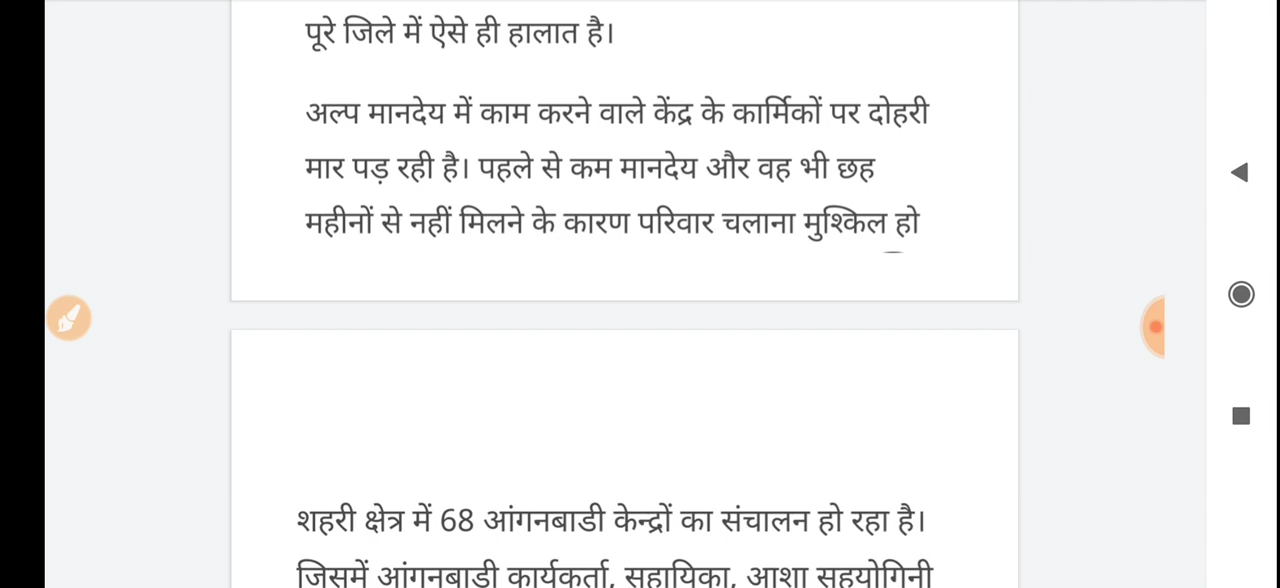 पूरे जिले में ऐसे ही हालात है।
अल्प मानदेय में काम करने वाले केंद्र के कार्मिकों पर दोहरी
मार पड़ रही है। पहले से कम मानदेय और वह भी छह
महीनों से नहीं मिलने के कारण परिवार चलाना मुश्किल हो
शहरी क्षेत्र में 68 आंगनबाडी केन्द्रों का संचालन हो रहा है।
जिसमें आंगनबाडी कार्यकर्ता, सहायिका, आशा सहयोगिनी